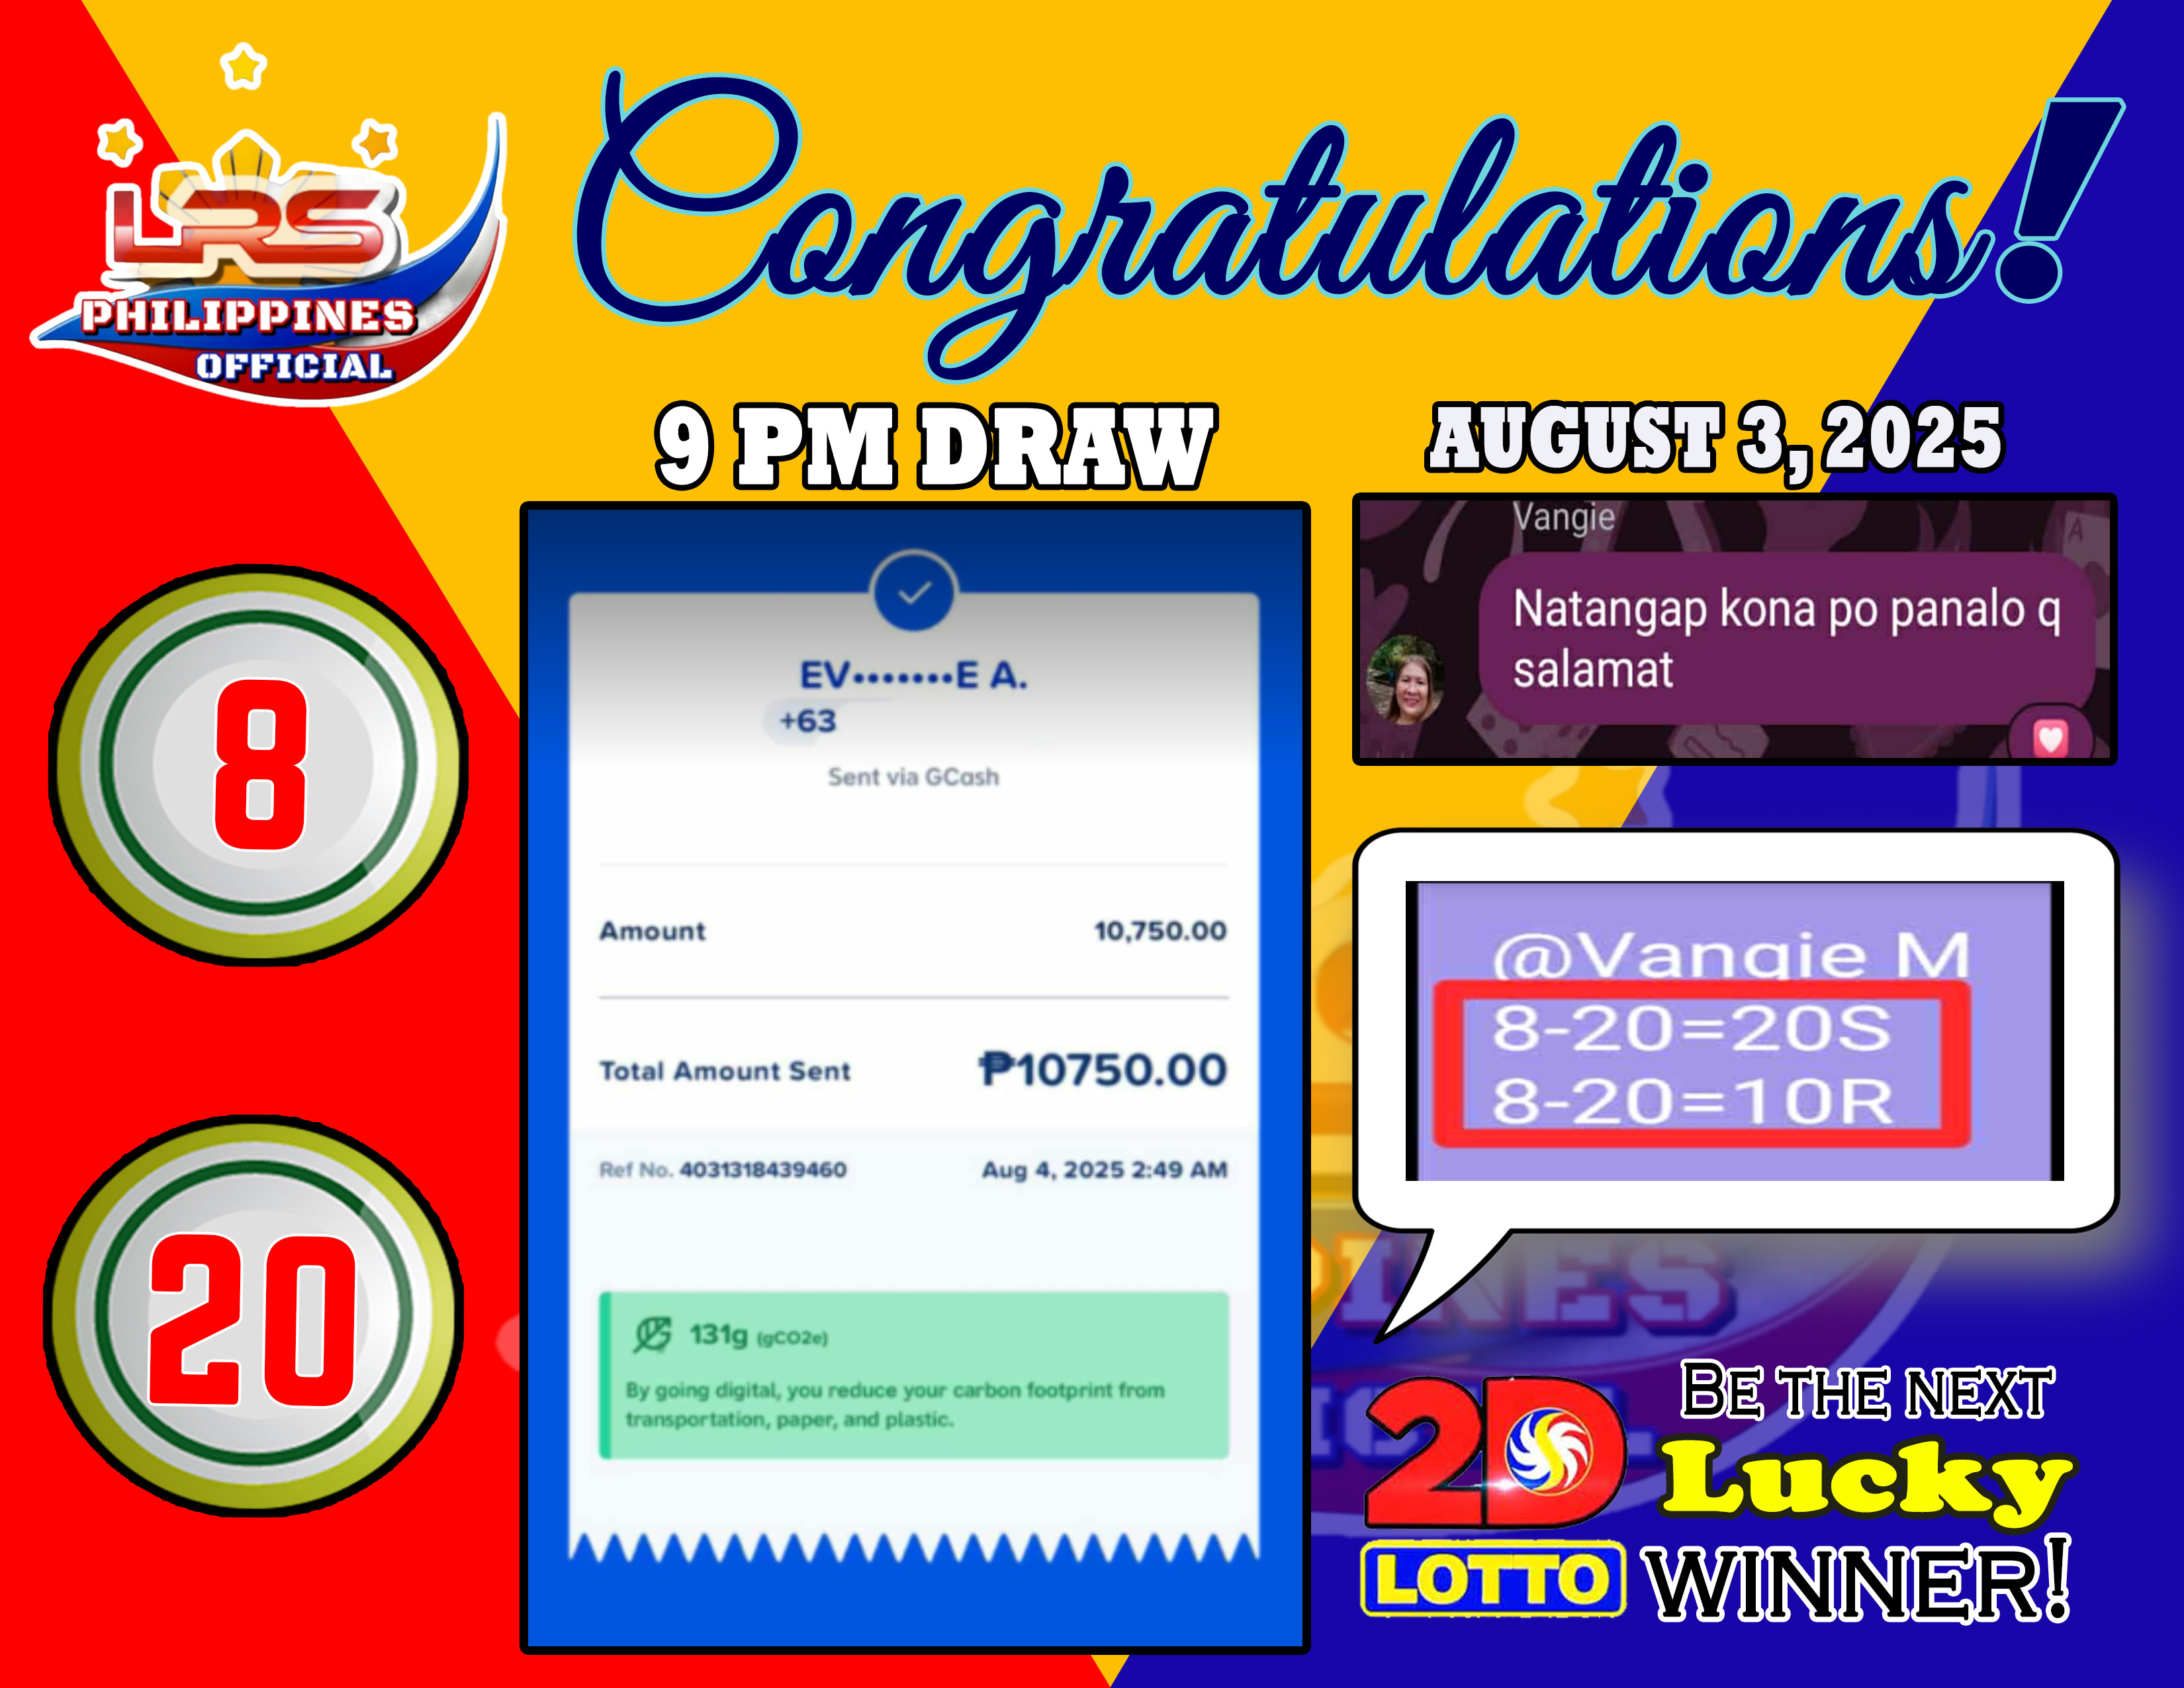 LRS
PHILIPPINES
OFFICIAL
Congratulations!
9 PM DRAW
AUGUST 3, 2025
8
20
EV•••••••E A.
+63
Sent via GCash
Amount 10,750.00
Total Amount Sent ₱10750.00
Ref No. 4031318439460 Aug 4, 2025 2:49 AM
131g (gCO2e)
By going digital, you reduce your carbon footprint from
transportation, paper, and plastic.
Vangie
Natangap kona po panalo q
salamat
A
@Vangie M
8-20=20S
8-20=10R
2D
LOTTO
BE THE NEXT
Lucky
WINNER!